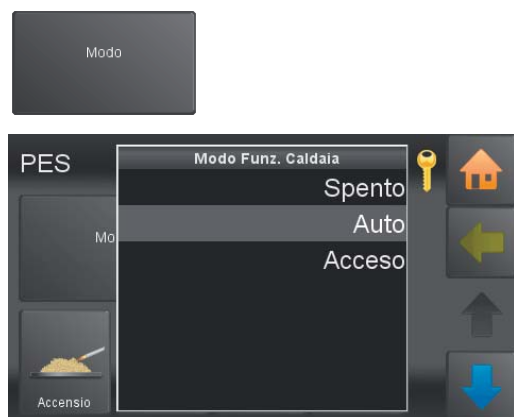 Modo
PES
Modo Funz. Caldaia
Spento
Auto
Acceso
Mo
Accensio